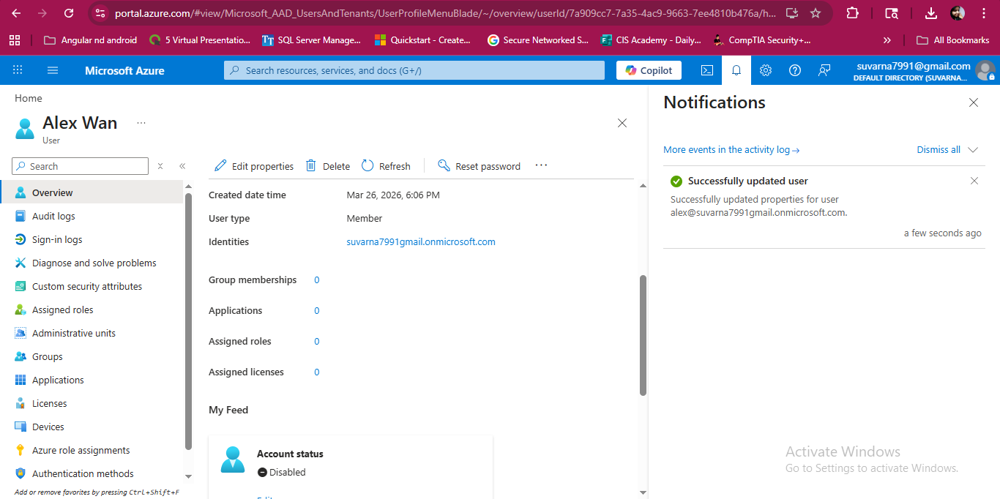 portal.azure.com/#view/Microsoft_AAD_UsersAndTenants/UserProfileMenuBlade/~/overview/userId/7a909cc7-7a35-4ac9-9663-7ee4810b476a/h...
Angular nd android
5 Virtual Presentatio...
SQL Server Manage...
Quickstart - Create...
Secure Networked S...
CIS Academy - Daily...
CompTIA Security+...
»
All Bookmarks
Microsoft Azure
Search resources, services, and docs (G+/)
Copilot
suvarna7991@gmail.com
DEFAULT DIRECTORY (SUVARNA...
Home
Alex Wan
...
User
Search
Overview
Audit logs
Sign-in logs
Diagnose and solve problems
Custom security attributes
Assigned roles
Administrative units
Groups
Applications
Licenses
Devices
Azure role assignments
Authentication methods
Add or remove favorites by pressing Ctrl+Shift+F
Edit properties
Delete
Refresh
Reset password
...
Created date time Mar 26, 2026, 6:06 PM
User type Member
Identities suvarna7991gmail.onmicrosoft.com
Group memberships 0
Applications 0
Assigned roles 0
Assigned licenses 0
My Feed
Account status
Disabled
Edit
Notifications
More events in the activity log→
Dismiss all
Successfully updated user
Successfully updated properties for user
alex@suvarna7991gmail.onmicrosoft.com.
a few seconds ago
Activate Windows
Go to Settings to activate Windows.